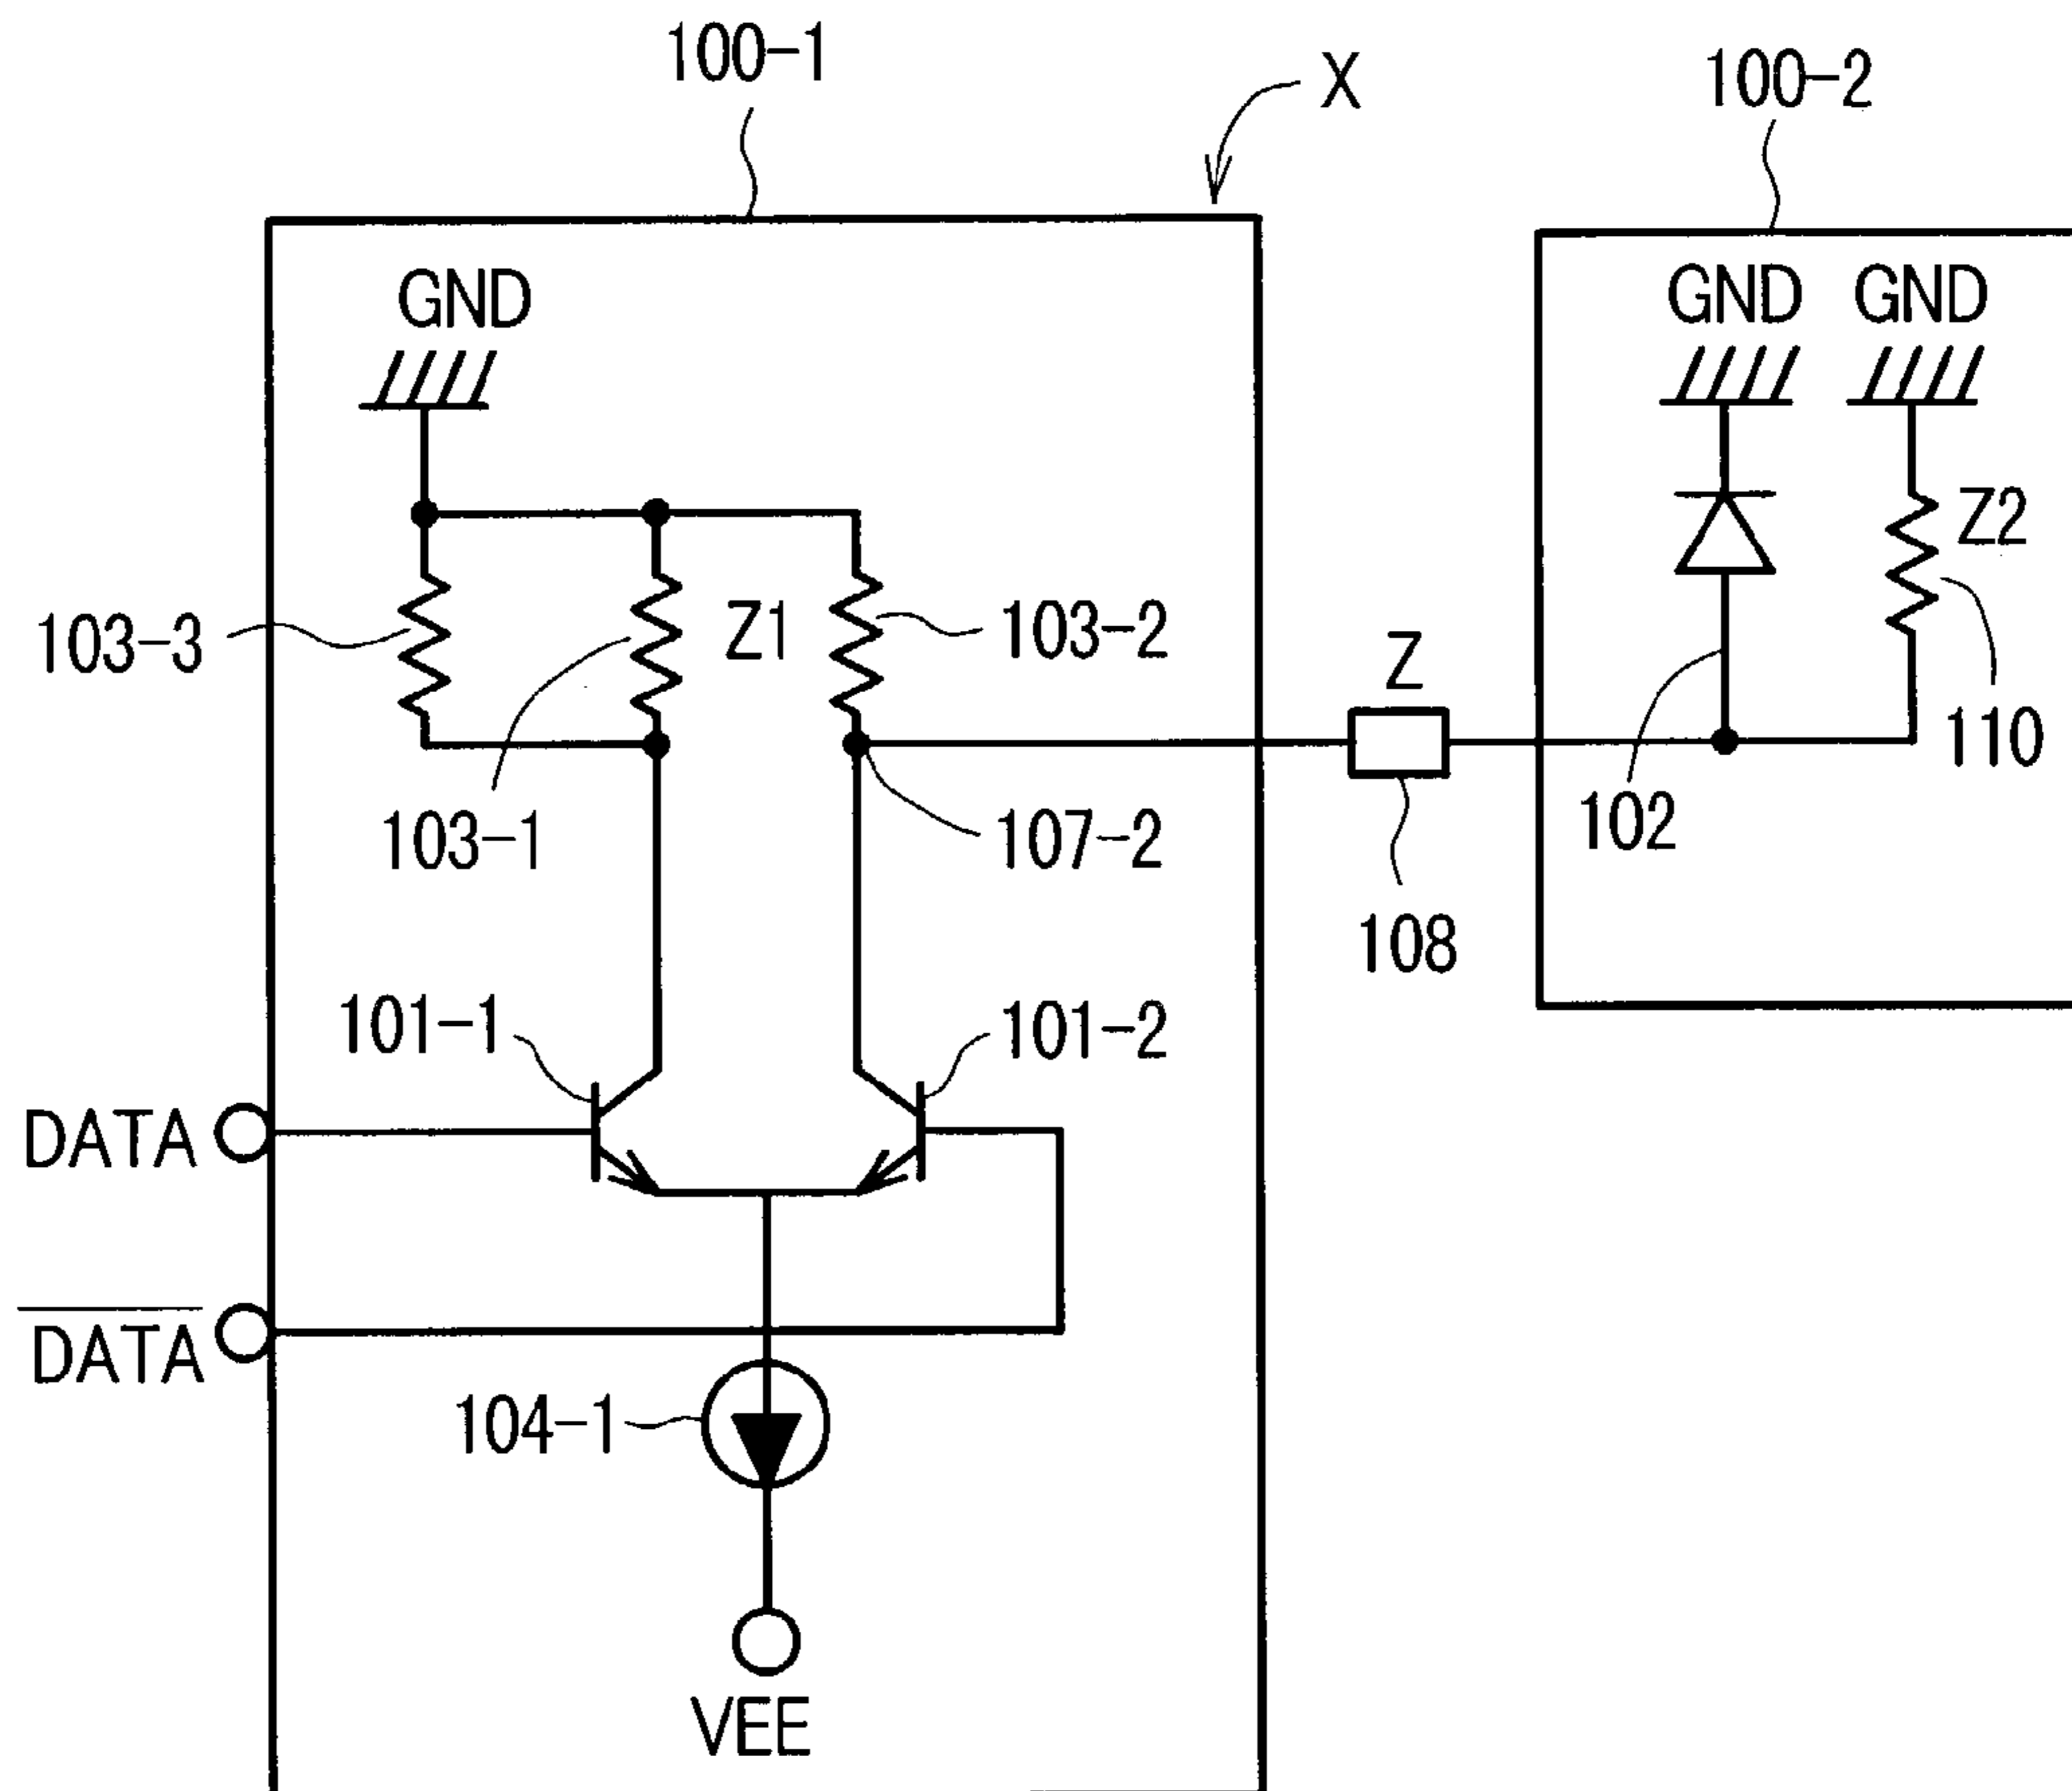 100-1
X
100-2
GND
GND GND
Z2
103-3
Z1
103-2
Z
110
103-1
107-2
102
108
101-1
101-2
DATA
D̅A̅T̅A̅
104-1
VEE